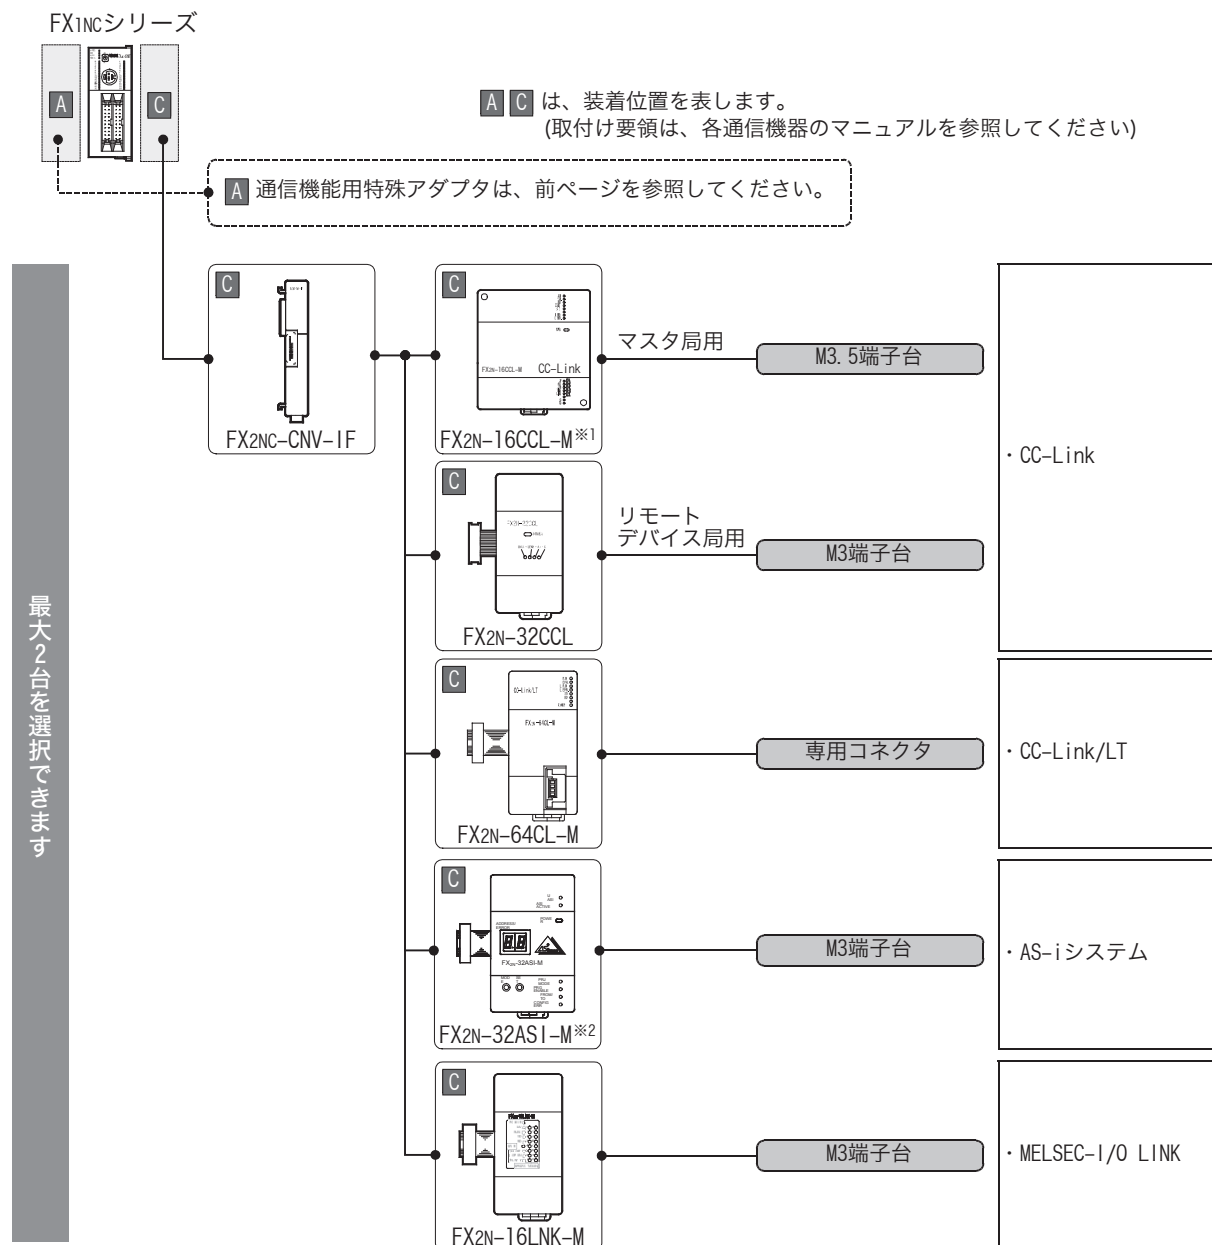 FX1NCシリーズ
A
C
A C は、装着位置を表します。
(取付け要領は、各通信機器のマニュアルを参照してください)
A 通信機能用特殊アダプタは、前ページを参照してください。
最大2台を選択できます
C
FX2NC-CNV-IF
C
FX2N-16CCL-M CC-Link
FX2N-16CCL-M※1
マスタ局用
M3.5端子台
・CC-Link
C
FX2N-32CCL
FX2N-32CCL
リモート
デバイス局用
M3端子台
C
CC-Link/LT
FX2N-64CL-M
FX2N-64CL-M
専用コネクタ
・CC-Link/LT
C
ADDRESS/
ERROR
FX2N-32ASI-M
FX2N-32ASI-M※2
M3端子台
・AS-iシステム
C
FX2N-16LNK-M
M3端子台
・MELSEC-I/O LINK